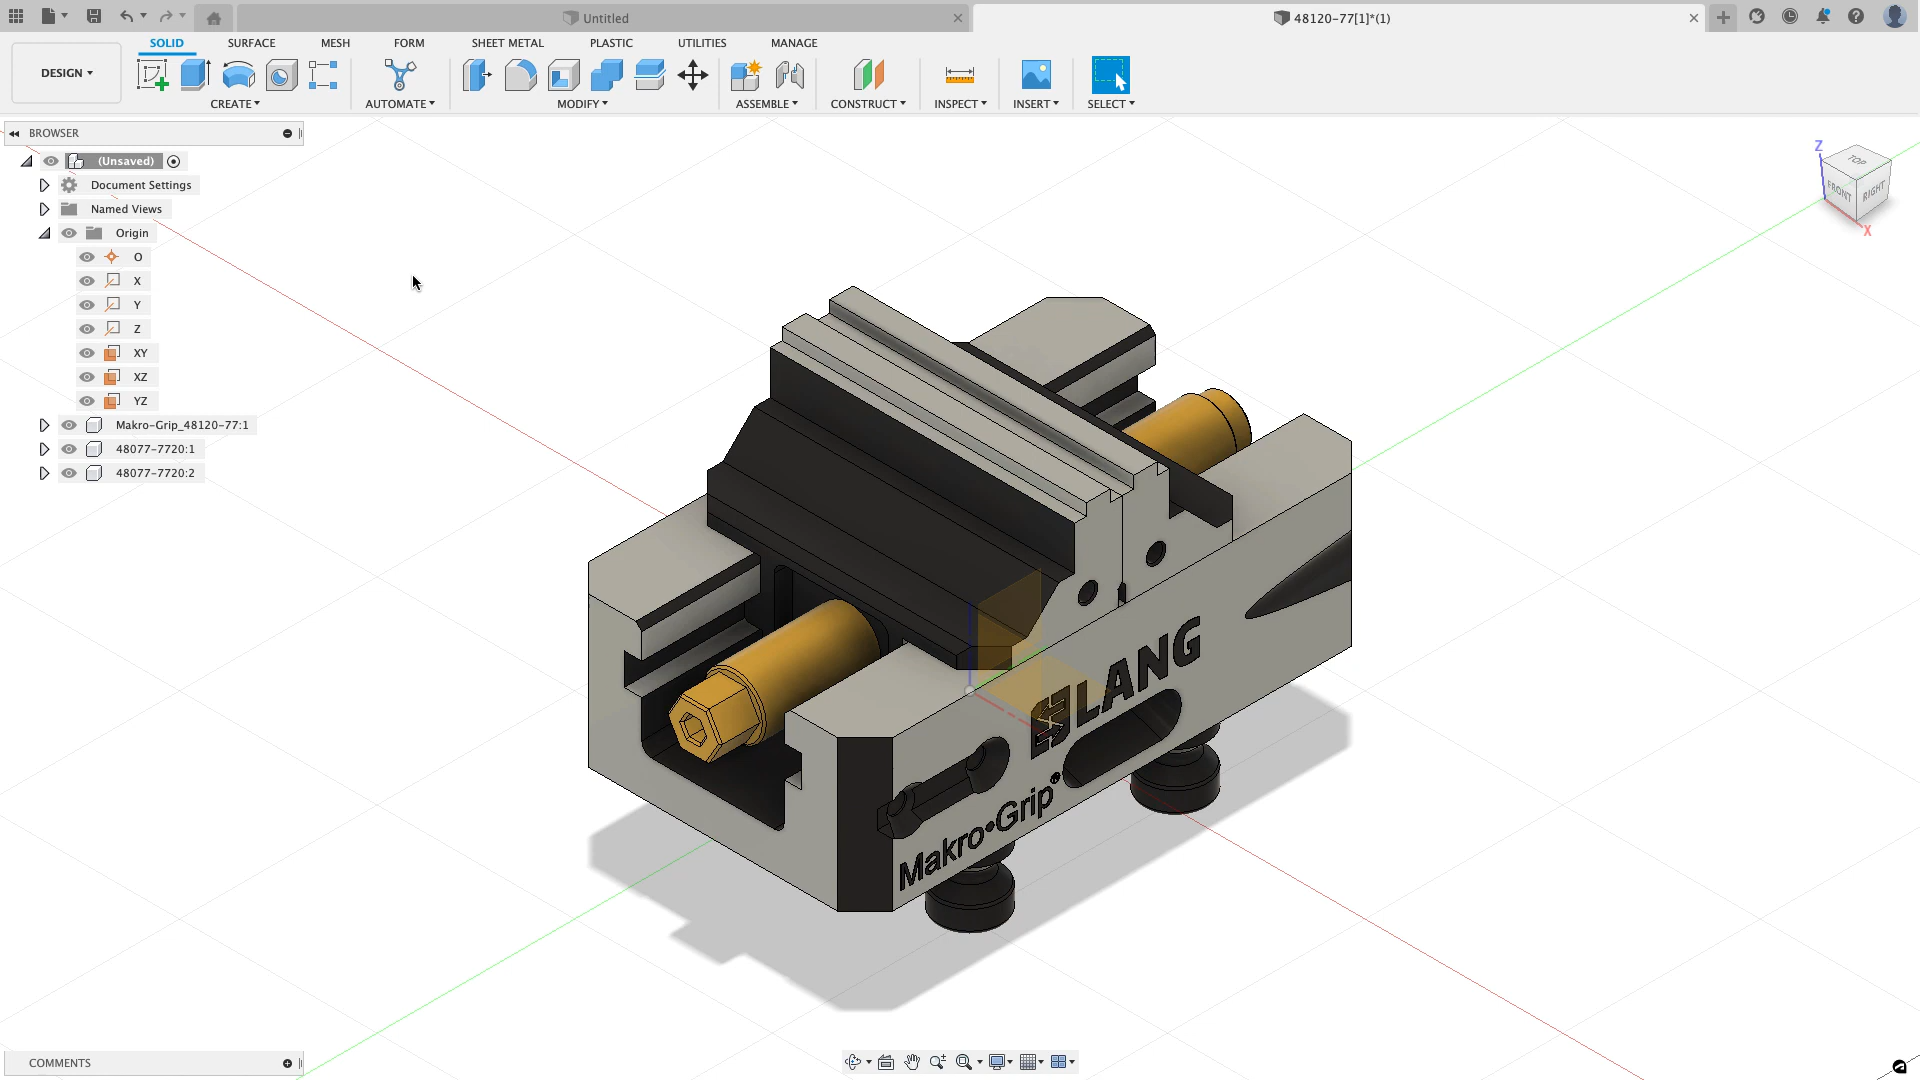 Untitled
48120-77[1]*(1)
DESIGN
SOLID
SURFACE
MESH
FORM
SHEET METAL
PLASTIC
UTILITIES
MANAGE
CREATE
AUTOMATE
MODIFY
ASSEMBLE
CONSTRUCT
INSPECT
INSERT
SELECT
BROWSER
(Unsaved)
Document Settings
Named Views
Origin
O
X
Y
Z
XY
XZ
YZ
Makro-Grip_48120-77:1
48077-7720:1
48077-7720:2
Z
TOP
FRONT
RIGHT
X
LANG
Makro•Grip®
COMMENTS